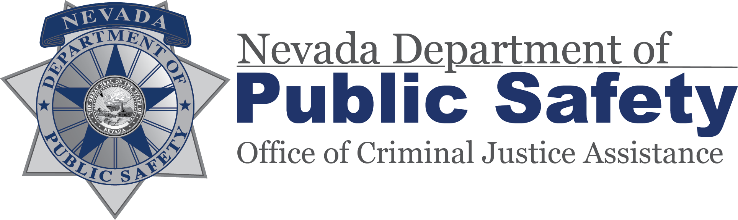 NEVADA
DEPARTMENT OF
PUBLIC SAFETY
Nevada Department of
Public Safety
Office of Criminal Justice Assistance